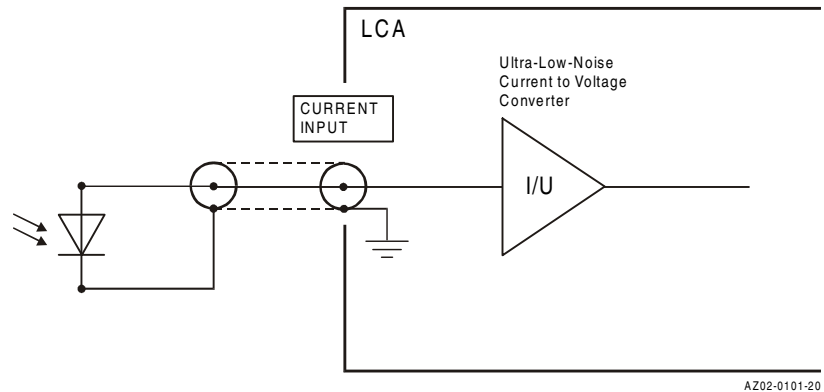 LCA
Ultra-Low-Noise
Current to Voltage
Converter
CURRENT
INPUT
I/U
AZ02-0101-20